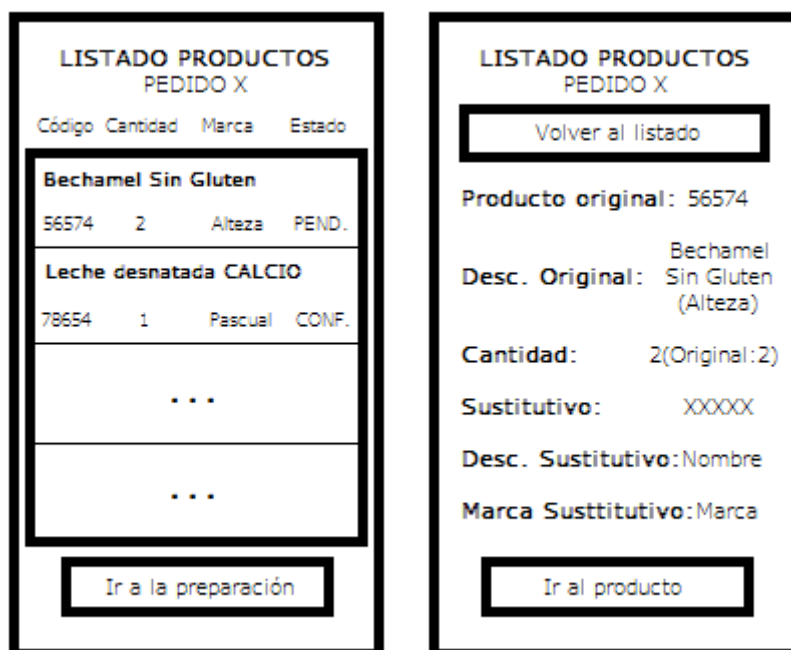 LISTADO PRODUCTOS
PEDIDO X
Código Cantidad Marca Estado
Bechamel Sin Gluten
56574 2 Alteza PEND.
Leche desnatada CALCIO
78654 1 Pascual CONF.
...
...
Ir a la preparación
LISTADO PRODUCTOS
PEDIDO X
Volver al listado
Producto original: 56574
Desc. Original: Bechamel
Sin Gluten
(Alteza)
Cantidad: 2(Original:2)
Sustitutivo: XXXXX
Desc. Sustitutivo:Nombre
Marca Susttitutivo:Marca
Ir al producto